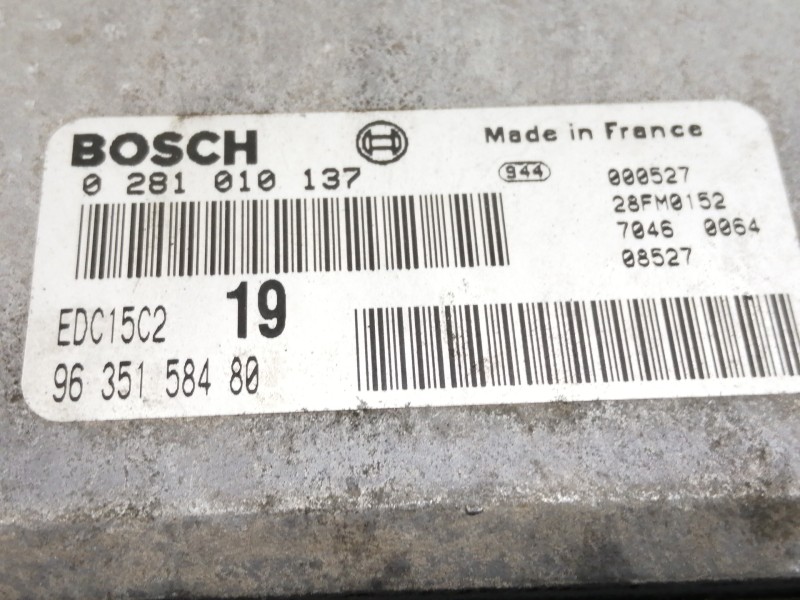 BOSCH
Made in France
0 281 010 137
944
000527
28FM0152
7046 0064
08527
EDC15C2
19
96 351 584 80